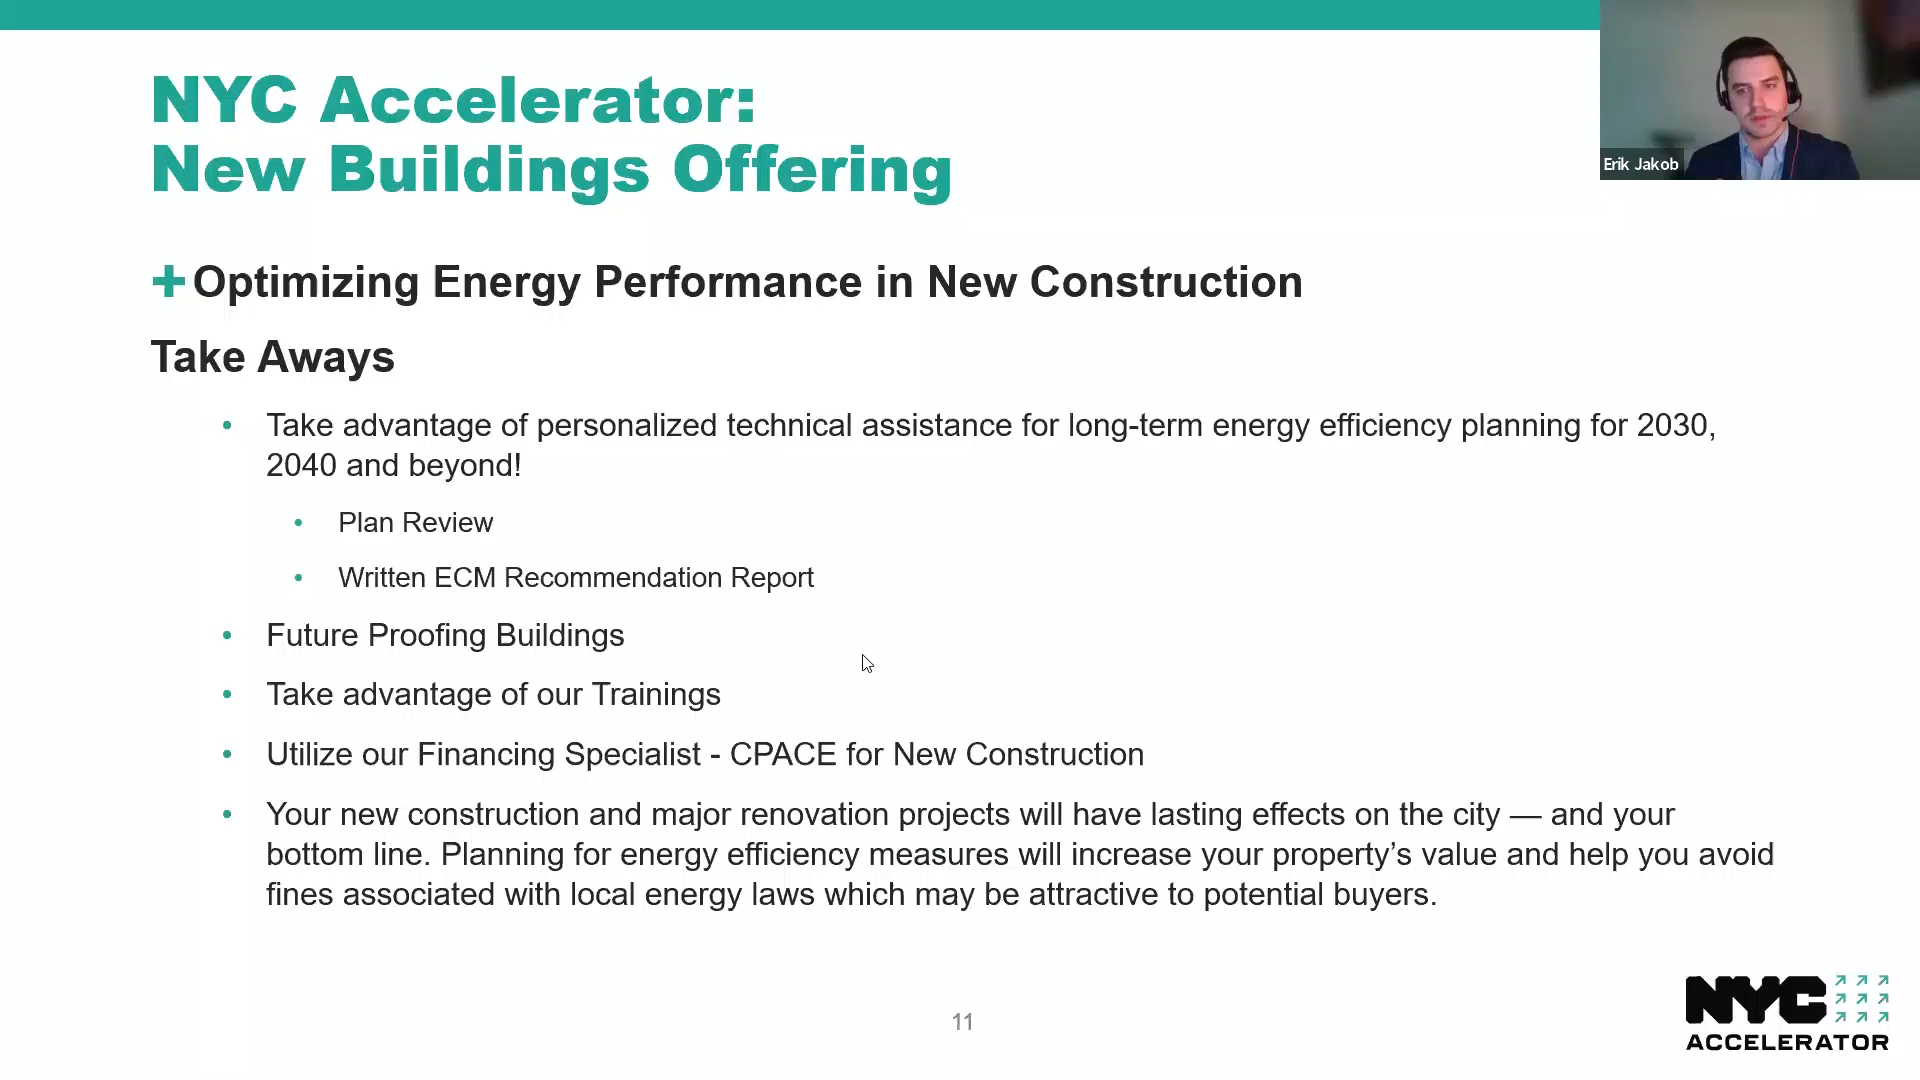 NYC Accelerator:
New Buildings Offering
Erik Jakob
+Optimizing Energy Performance in New Construction
Take Aways
• Take advantage of personalized technical assistance for long-term energy efficiency planning for 2030,
2040 and beyond!
• Plan Review
• Written ECM Recommendation Report
• Future Proofing Buildings
• Take advantage of our Trainings
• Utilize our Financing Specialist - CPACE for New Construction
• Your new construction and major renovation projects will have lasting effects on the city — and your
bottom line. Planning for energy efficiency measures will increase your property’s value and help you avoid
fines associated with local energy laws which may be attractive to potential buyers.
11
NYC
ACCELERATOR